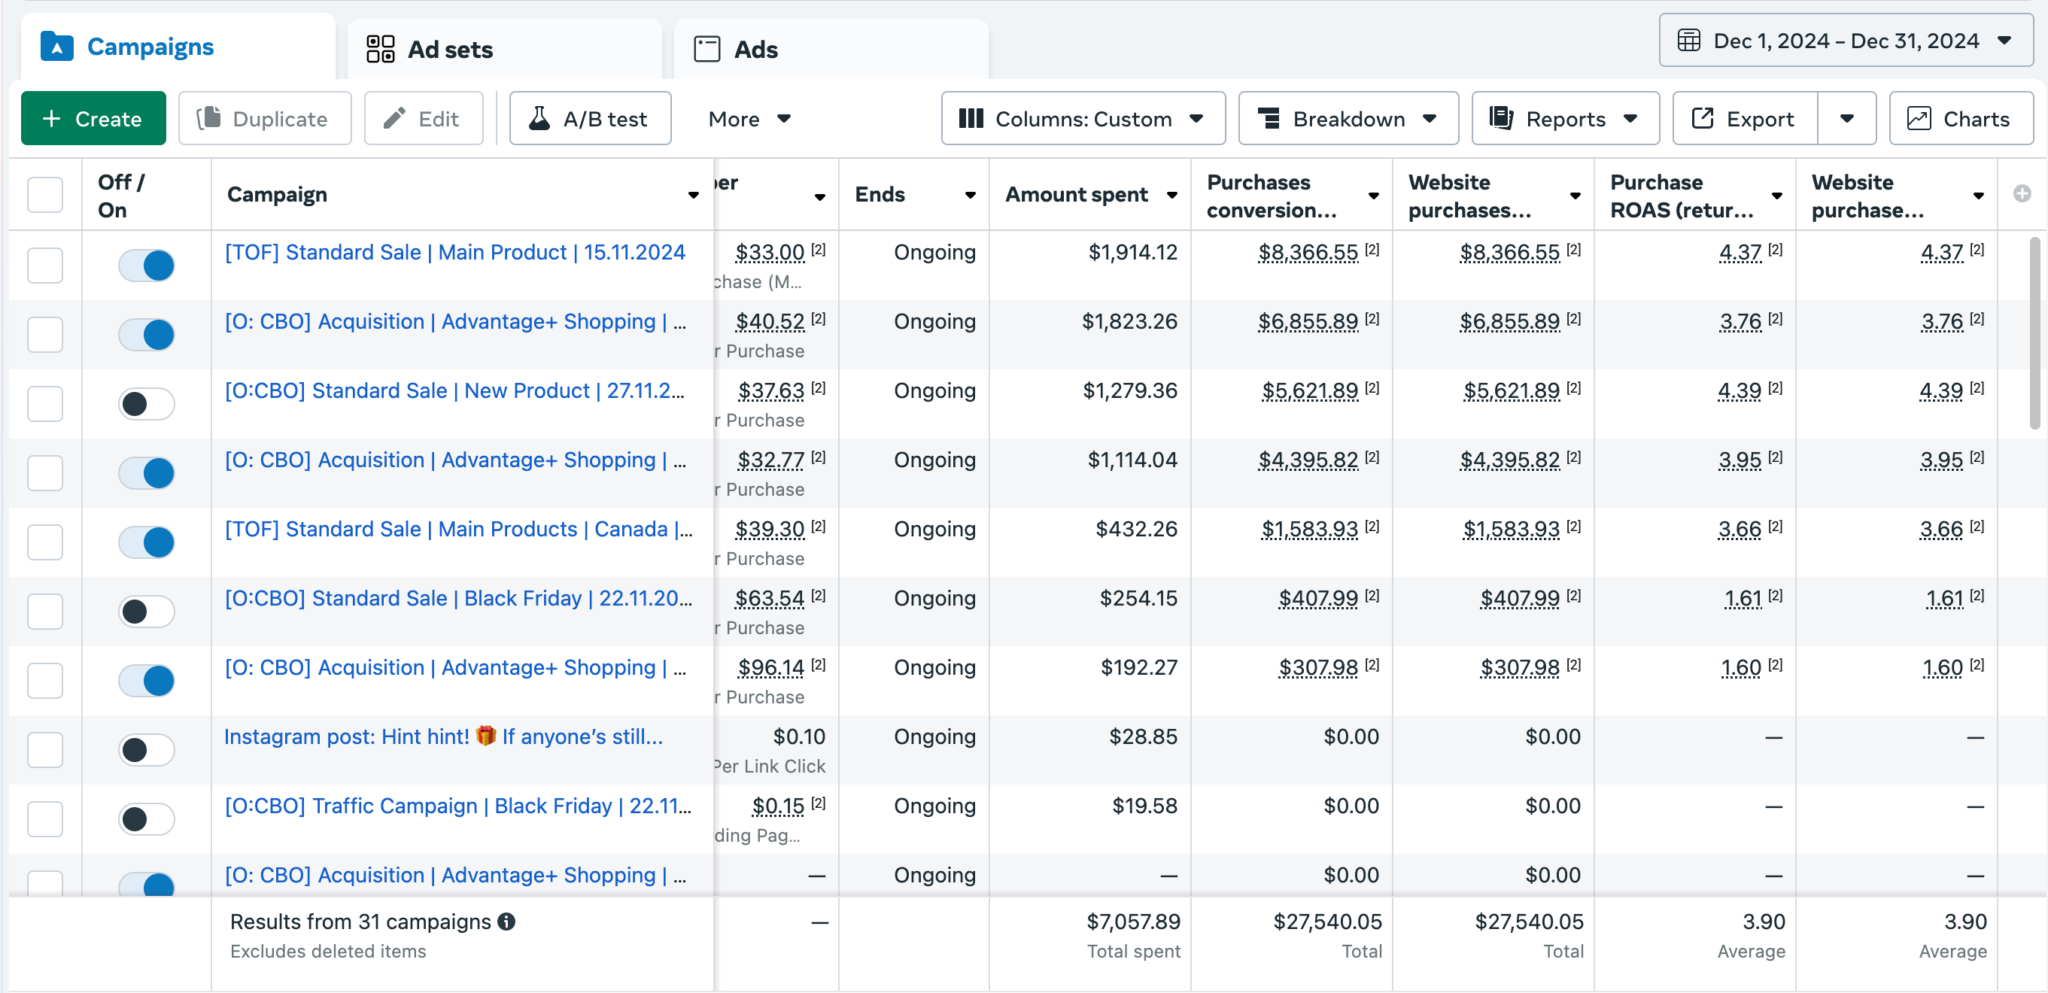 Campaigns
Ad sets
Ads
Dec 1, 2024 – Dec 31, 2024
+ Create
Duplicate
Edit
A/B test
More
Columns: Custom
Breakdown
Reports
Export
Charts
Off / On
Campaign
per
Ends
Amount spent
Purchases conversion...
Website purchases...
Purchase ROAS (retur...
Website purchase...
[TOF] Standard Sale | Main Product | 15.11.2024 $33.00 [2] Ongoing $1,914.12 $8,366.55 [2] $8,366.55 [2] 4.37 [2] 4.37 [2]
chase (M...
[O: CBO] Acquisition | Advantage+ Shopping | ... $40.52 [2] Ongoing $1,823.26 $6,855.89 [2] $6,855.89 [2] 3.76 [2] 3.76 [2]
r Purchase
[O:CBO] Standard Sale | New Product | 27.11.2... $37.63 [2] Ongoing $1,279.36 $5,621.89 [2] $5,621.89 [2] 4.39 [2] 4.39 [2]
r Purchase
[O: CBO] Acquisition | Advantage+ Shopping | ... $32.77 [2] Ongoing $1,114.04 $4,395.82 [2] $4,395.82 [2] 3.95 [2] 3.95 [2]
r Purchase
[TOF] Standard Sale | Main Products | Canada |... $39.30 [2] Ongoing $432.26 $1,583.93 [2] $1,583.93 [2] 3.66 [2] 3.66 [2]
r Purchase
[O:CBO] Standard Sale | Black Friday | 22.11.20... $63.54 [2] Ongoing $254.15 $407.99 [2] $407.99 [2] 1.61 [2] 1.61 [2]
r Purchase
[O: CBO] Acquisition | Advantage+ Shopping | ... $96.14 [2] Ongoing $192.27 $307.98 [2] $307.98 [2] 1.60 [2] 1.60 [2]
r Purchase
Instagram post: Hint hint! 🎁 If anyone’s still... $0.10 Ongoing $28.85 $0.00 $0.00 — —
Per Link Click
[O:CBO] Traffic Campaign | Black Friday | 22.11... $0.15 [2] Ongoing $19.58 $0.00 $0.00 — —
ding Pag...
[O: CBO] Acquisition | Advantage+ Shopping | ... — Ongoing — $0.00 $0.00 — —
Results from 31 campaigns — $7,057.89 $27,540.05 $27,540.05 3.90 3.90
Excludes deleted items Total spent Total Total Average Average